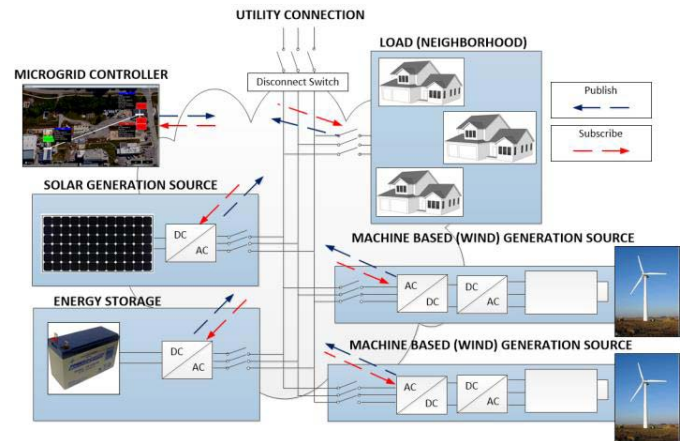 UTILITY CONNECTION
LOAD (NEIGHBORHOOD)
MICROGRID CONTROLLER
Disconnect Switch
Publish
Subscribe
SOLAR GENERATION SOURCE
DC
AC
MACHINE BASED (WIND) GENERATION SOURCE
AC
DC
DC
AC
ENERGY STORAGE
DC
AC
MACHINE BASED (WIND) GENERATION SOURCE
AC
DC
DC
AC